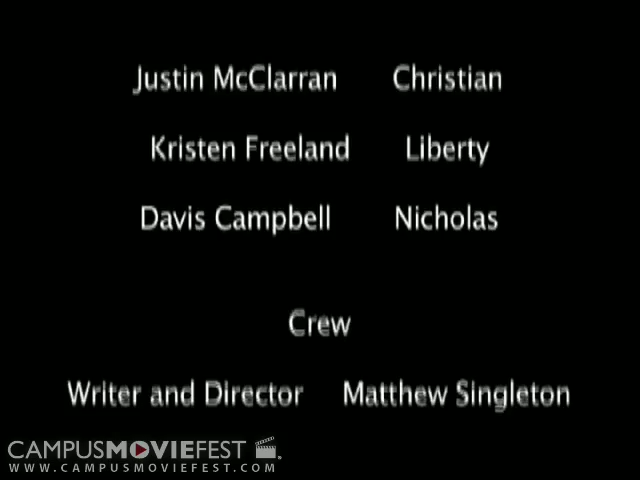 Justin McClarran Christian
Kristen Freeland Liberty
Davis Campbell Nicholas
Crew
Writer and Director Matthew Singleton
CAMPUSMOVIEFEST
WWW.CAMPUSMOVIEFEST.COM